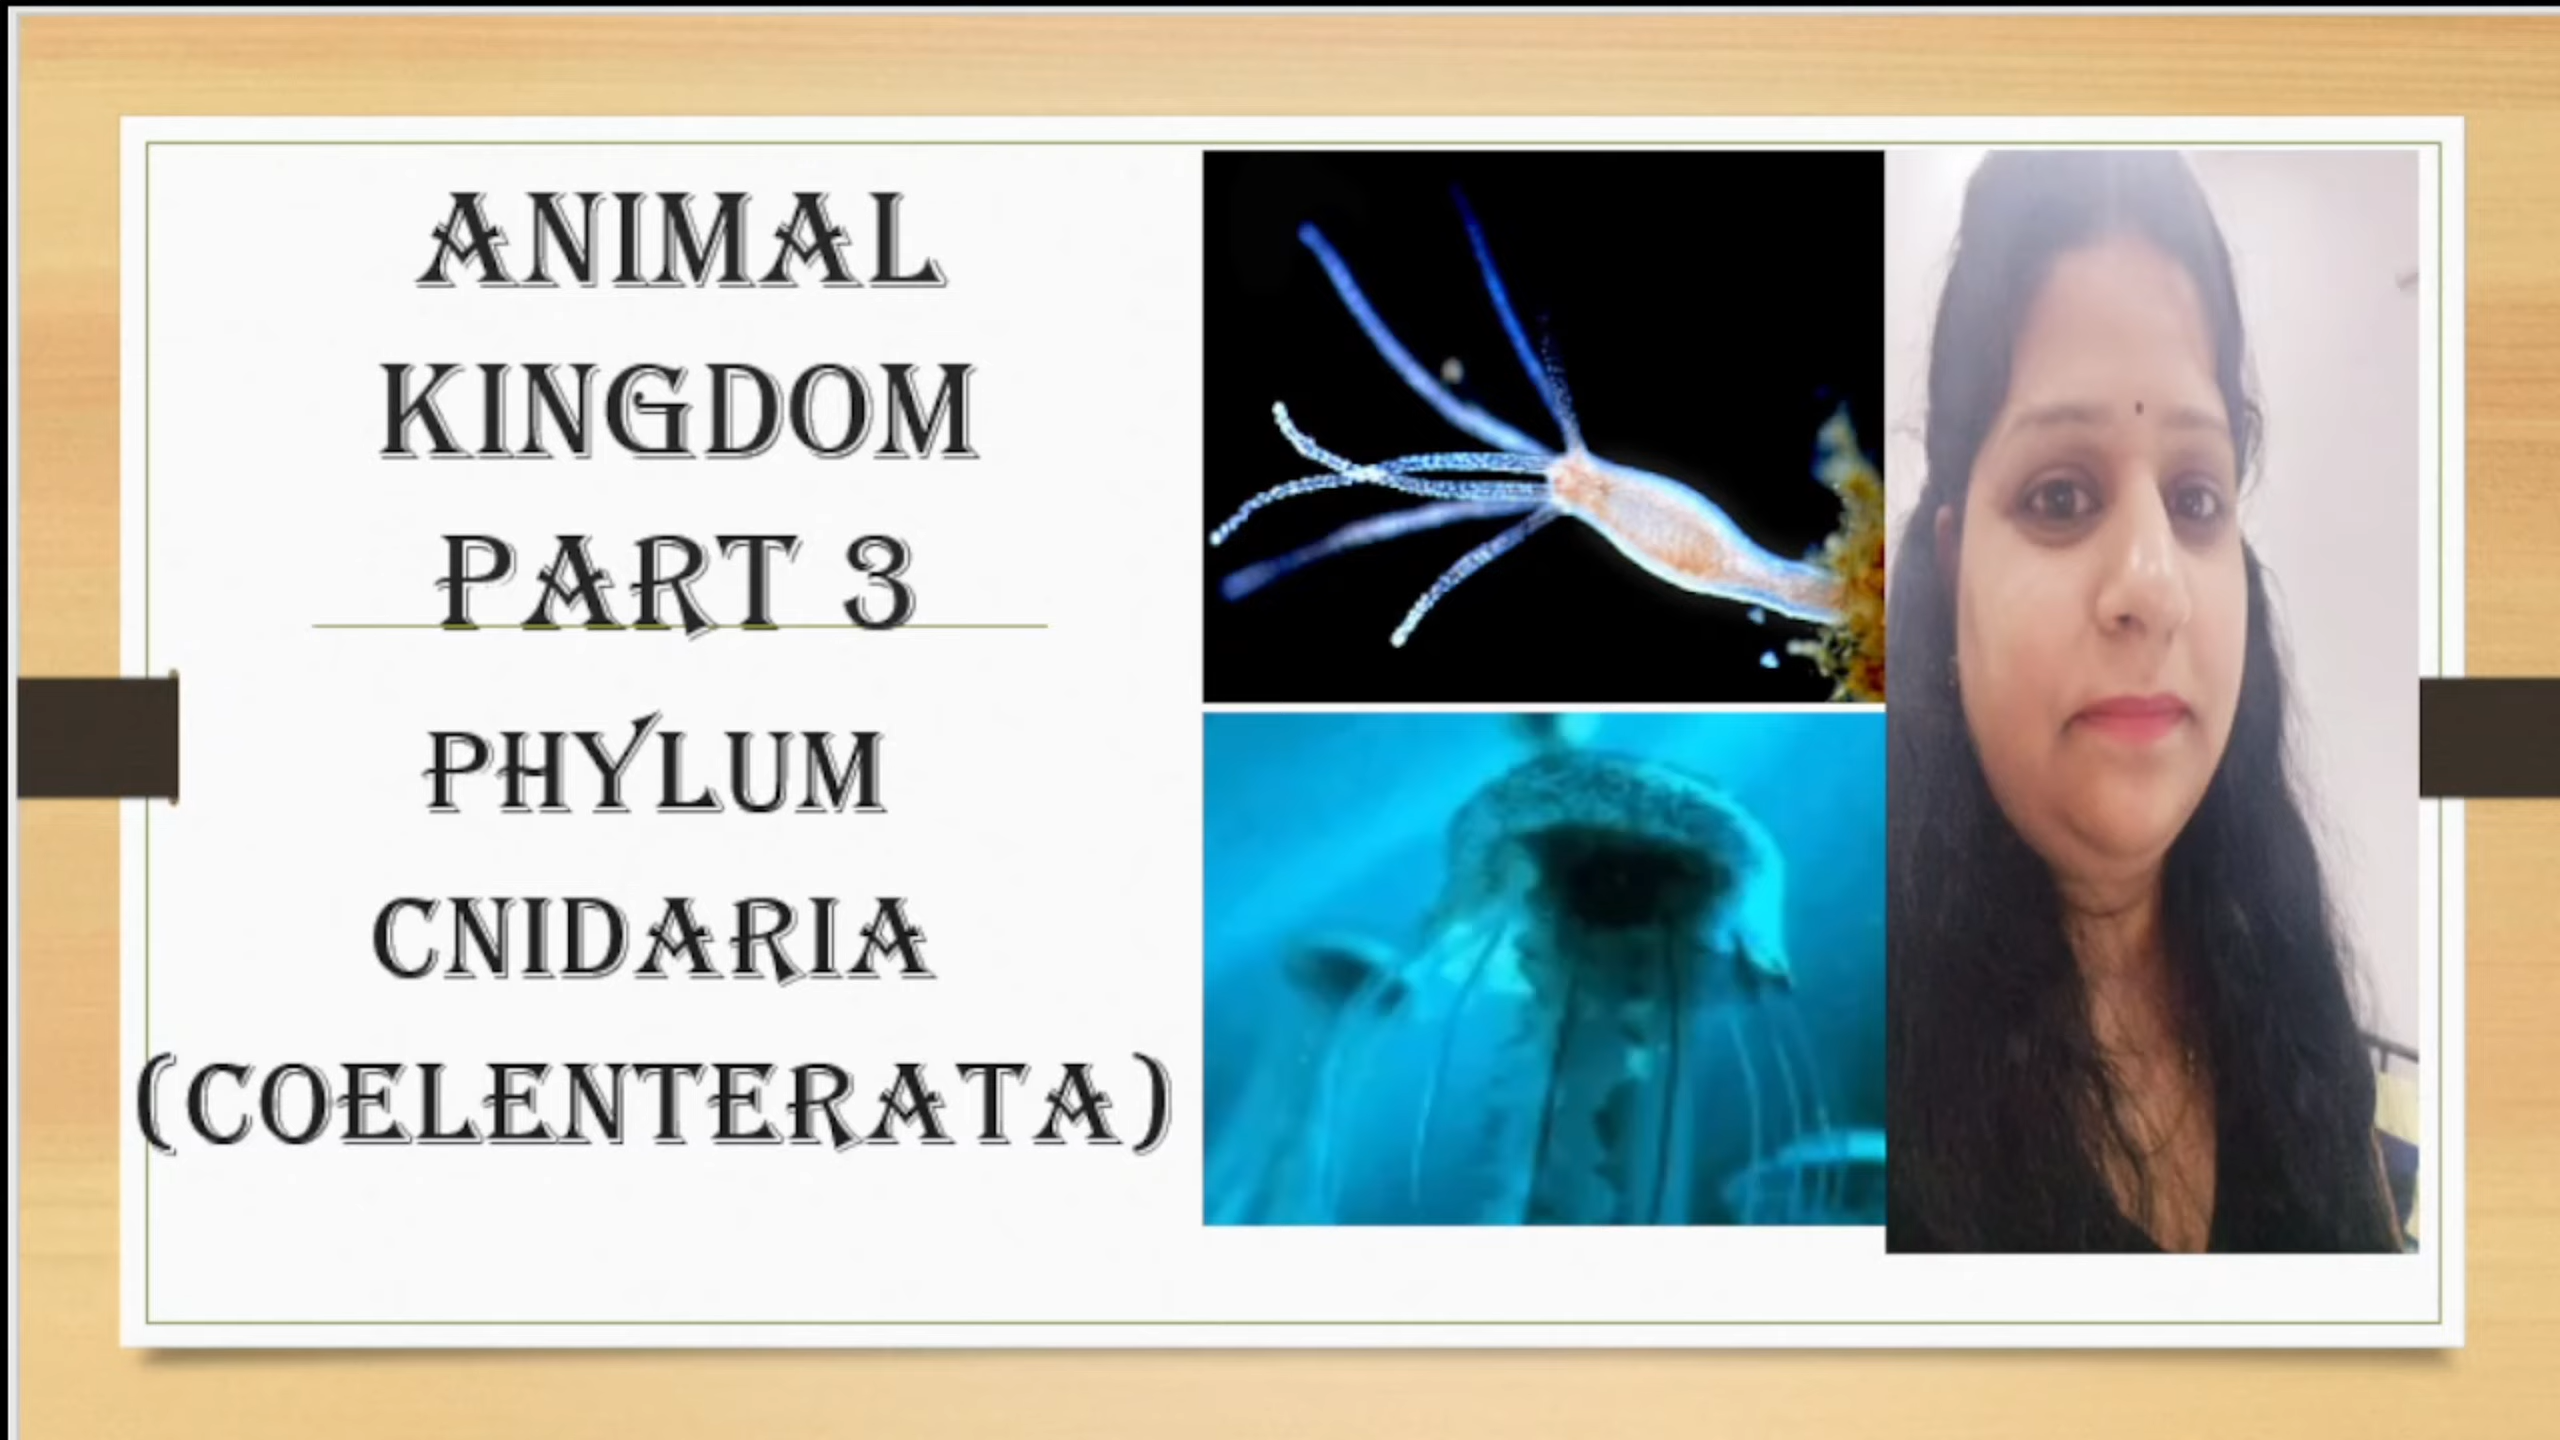 ANIMAL
KINGDOM
PART 3
PHYLUM
CNIDARIA
(COELENTERATA)